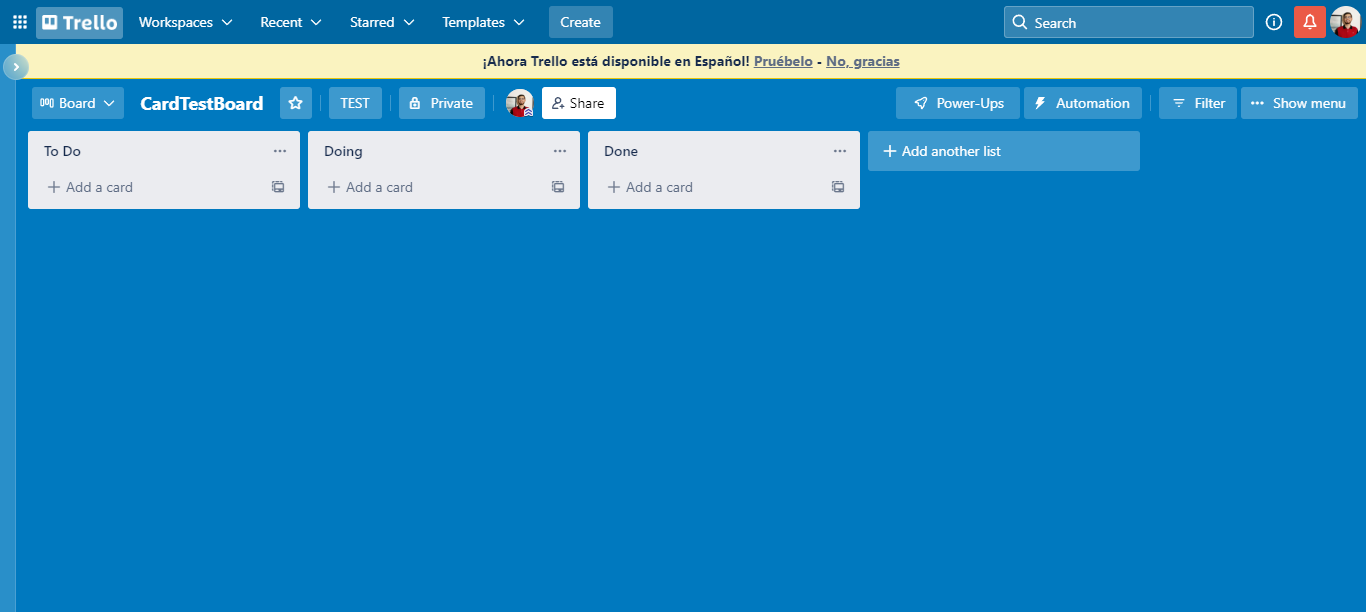 Trello Workspaces Recent Starred Templates Create Search
¡Ahora Trello está disponible en Español! Pruébelo - No, gracias
Board CardTestBoard TEST Private Share Power-Ups Automation Filter Show menu
To Do Doing Done + Add another list
+ Add a card + Add a card + Add a card